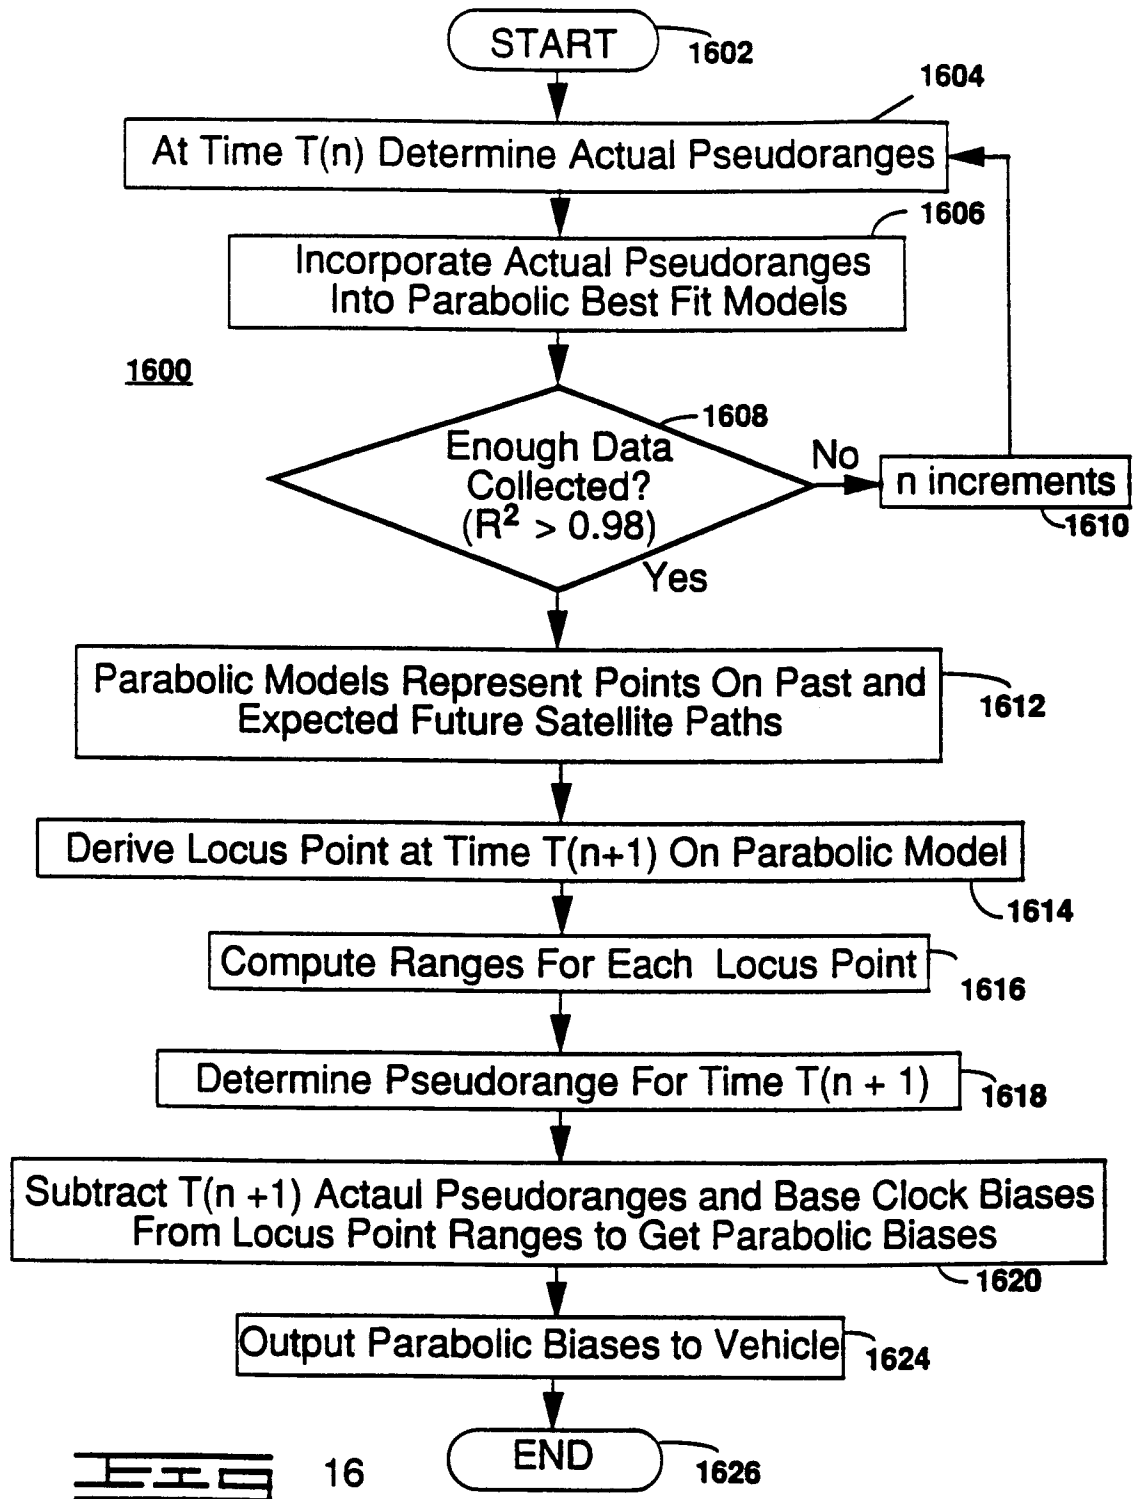 START
1602
1604
At Time T(n) Determine Actual Pseudoranges
1606
Incorporate Actual Pseudoranges
Into Parabolic Best Fit Models
1600
1608
Enough Data
Collected?
(R² > 0.98)
No
n increments
1610
Yes
Parabolic Models Represent Points On Past and
Expected Future Satellite Paths
1612
Derive Locus Point at Time T(n+1) On Parabolic Model
1614
Compute Ranges For Each Locus Point
1616
Determine Pseudorange For Time T(n + 1)
1618
Subtract T(n +1) Actaul Pseudoranges and Base Clock Biases
From Locus Point Ranges to Get Parabolic Biases
1620
Output Parabolic Biases to Vehicle
1624
END
1626
FIG 16